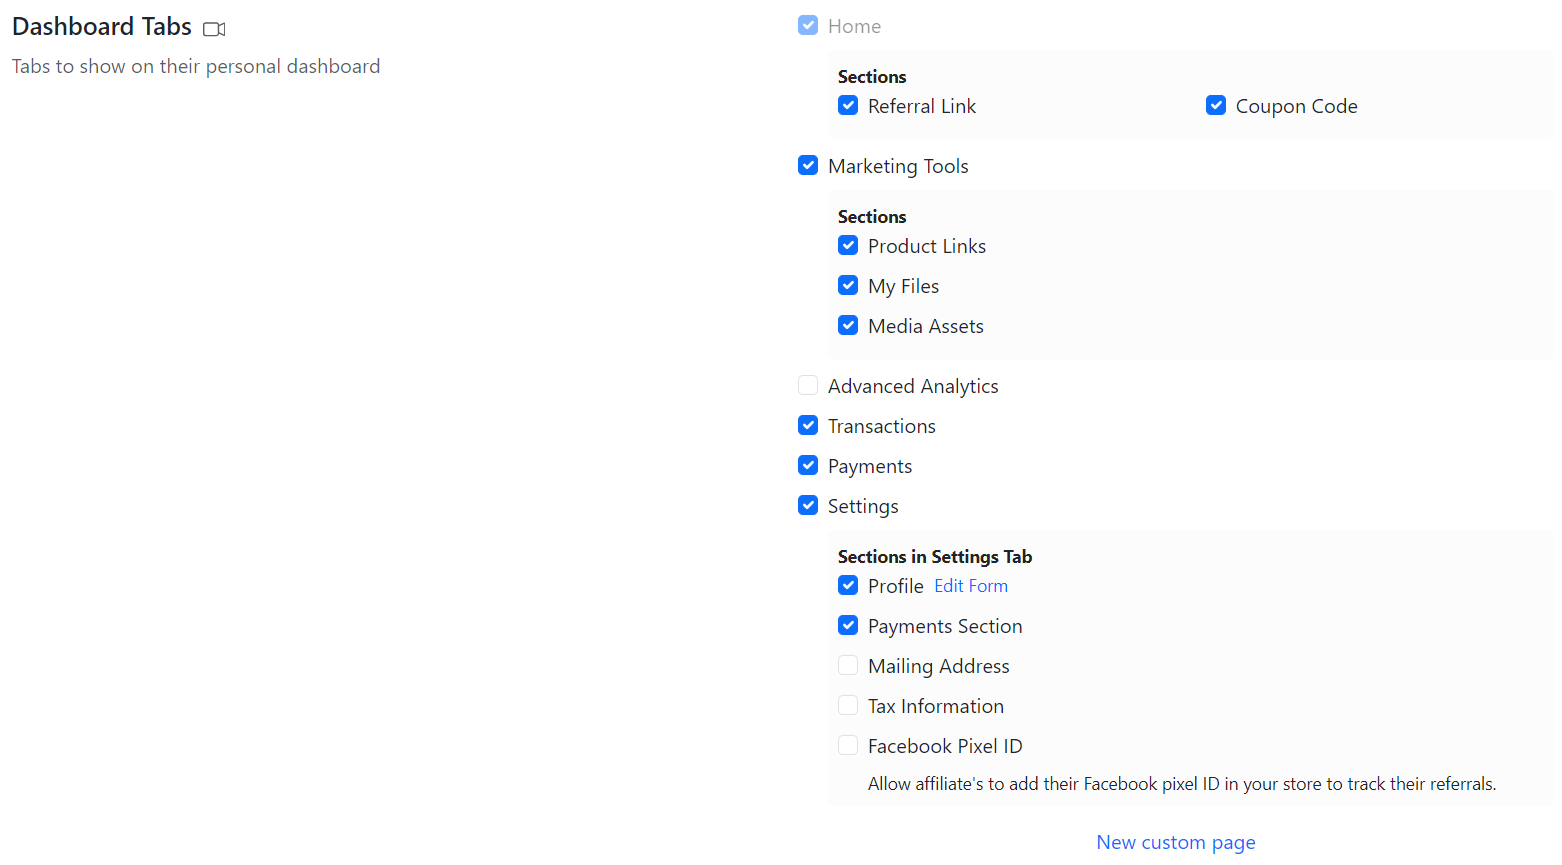 Dashboard Tabs
Tabs to show on their personal dashboard
Home
Sections
Referral Link
Coupon Code
Marketing Tools
Sections
Product Links
My Files
Media Assets
Advanced Analytics
Transactions
Payments
Settings
Sections in Settings Tab
Profile Edit Form
Payments Section
Mailing Address
Tax Information
Facebook Pixel ID
Allow affiliate's to add their Facebook pixel ID in your store to track their referrals.
New custom page